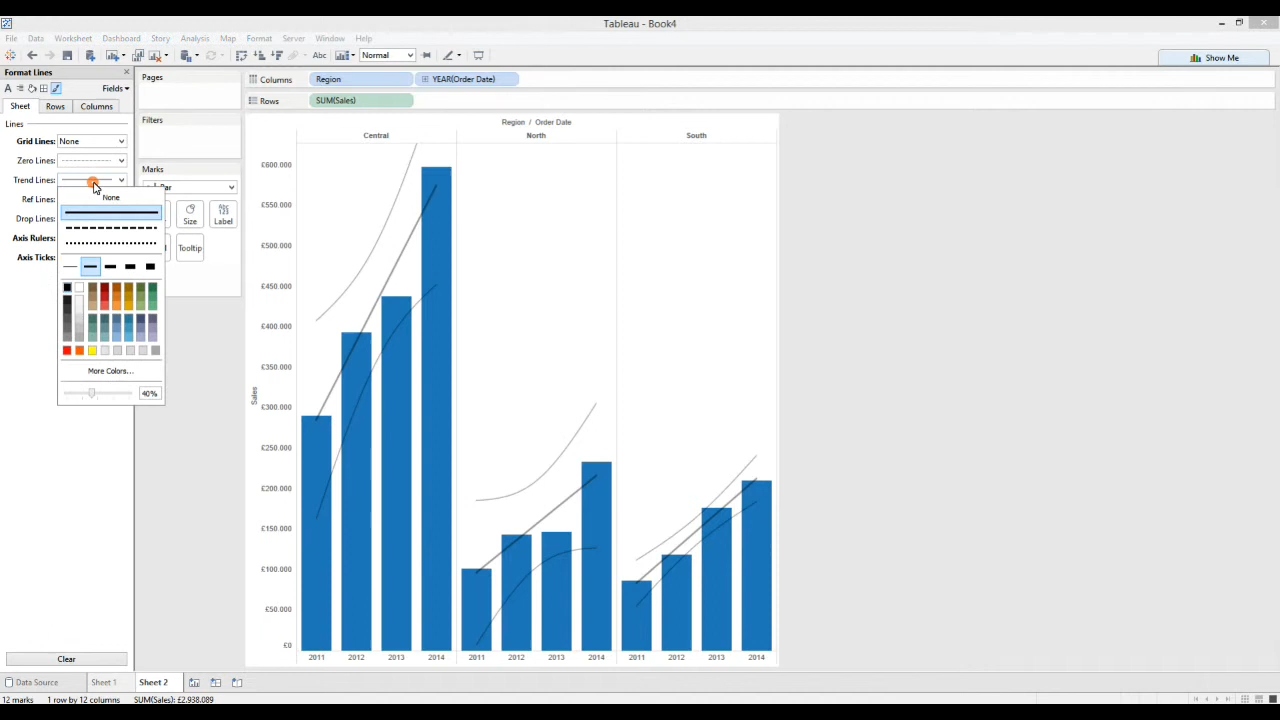 Tableau - Book4
File Data Worksheet Dashboard Story Analysis Map Format Server Window Help
Abc Normal Show Me
Format Lines
Fields
Sheet Rows Columns
Lines
Grid Lines: None
Zero Lines:
Trend Lines:
Ref Lines:
Drop Lines:
Axis Rulers:
Axis Ticks:
None
More Colors...
40%
Clear
Pages
Filters
Marks
Bar
Size
Abc
123
Label
Tooltip
Columns Region YEAR(Order Date)
Rows SUM(Sales)
Region / Order Date
Central North South
Sales
£600.000
£550.000
£500.000
£450.000
£400.000
£350.000
£300.000
£250.000
£200.000
£150.000
£100.000
£50.000
£0
2011 2012 2013 2014 2011 2012 2013 2014 2011 2012 2013 2014
Data Source Sheet 1 Sheet 2
12 marks 1 row by 12 columns SUM(Sales): £2.938.089